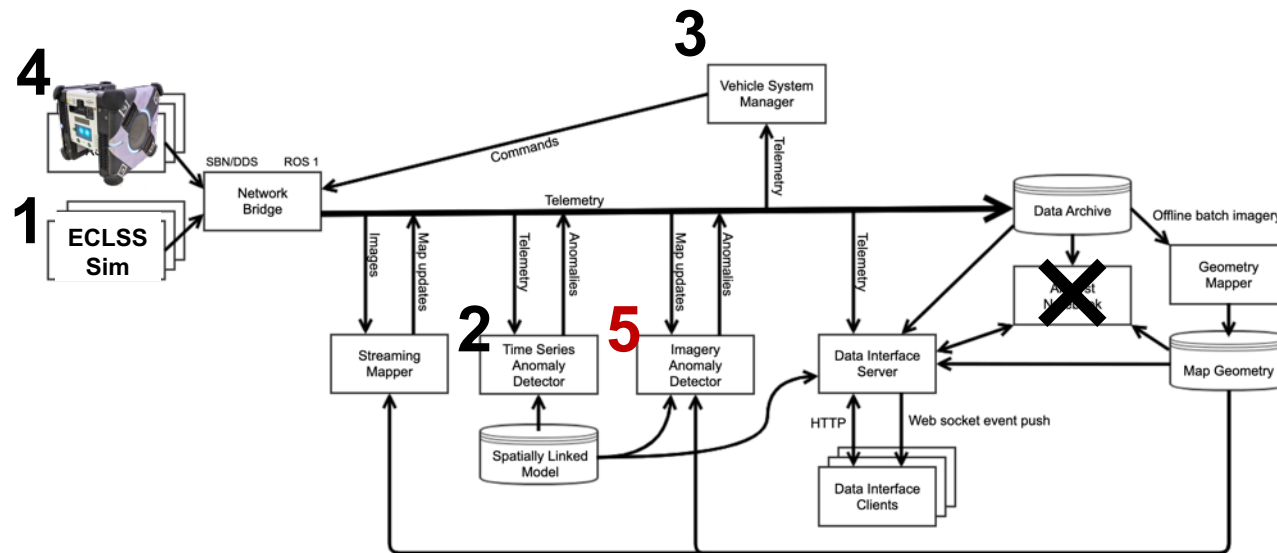 3
4
Vehicle System
Manager
Commands
Telemetry
SBN/DDS
ROS 1
Network
Bridge
Telemetry
Data Archive
Offline batch imagery
1
ECLSS
Sim
Images
Map updates
Telemetry
Anomalies
Map updates
Anomalies
Telemetry
Geometry
Mapper
2
5
Streaming
Mapper
Time Series
Anomaly
Detector
Imagery
Anomaly
Detector
Data Interface
Server
Map Geometry
HTTP
Web socket event push
Spatially Linked
Model
Data Interface
Clients